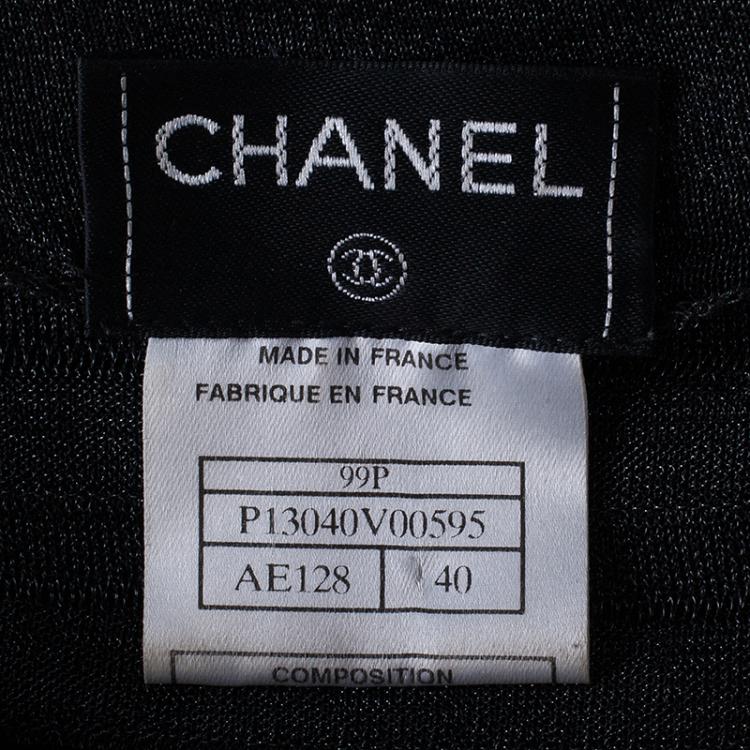 CHANEL
MADE IN FRANCE
FABRIQUE EN FRANCE
99P
P13040V00595
AE128 40
COMPOSITION